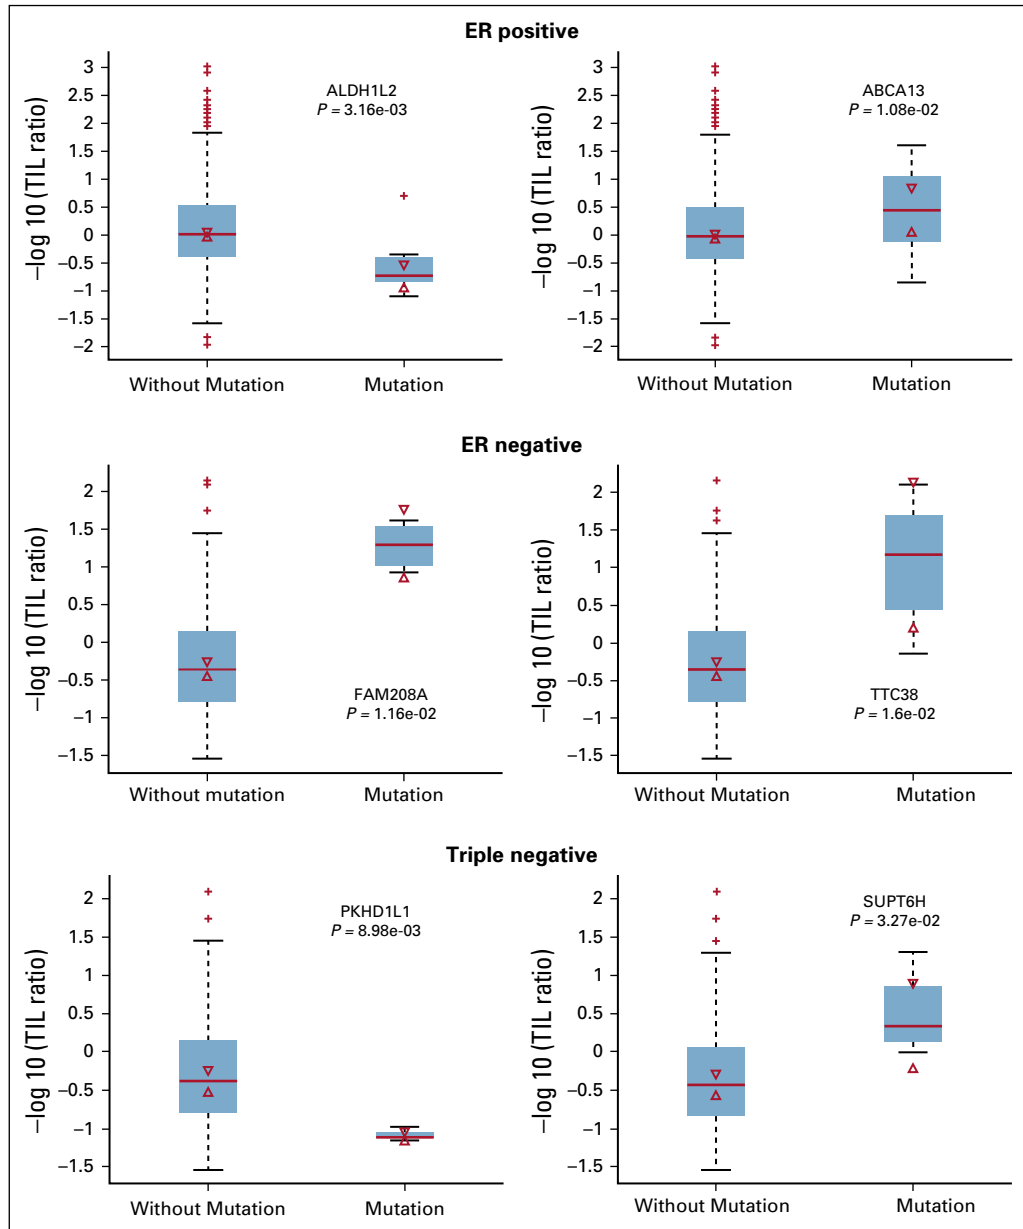 ER positive
−log 10 (TIL ratio)
3
2.5
2
1.5
1
0.5
0
−0.5
−1
−1.5
−2
ALDH1L2
P = 3.16e-03
Without Mutation
Mutation
−log 10 (TIL ratio)
3
2.5
2
1.5
1
0.5
0
−0.5
−1
−1.5
−2
ABCA13
P = 1.08e-02
Without Mutation
Mutation
ER negative
−log 10 (TIL ratio)
2
1.5
1
0.5
0
−0.5
−1
−1.5
FAM208A
P = 1.16e-02
Without mutation
Mutation
−log 10 (TIL ratio)
2
1.5
1
0.5
0
−0.5
−1
−1.5
TTC38
P = 1.6e-02
Without Mutation
Mutation
Triple negative
−log 10 (TIL ratio)
2
1.5
1
0.5
0
−0.5
−1
−1.5
PKHD1L1
P = 8.98e-03
Without Mutation
Mutation
−log 10 (TIL ratio)
2
1.5
1
0.5
0
−0.5
−1
−1.5
SUPT6H
P = 3.27e-02
Without Mutation
Mutation